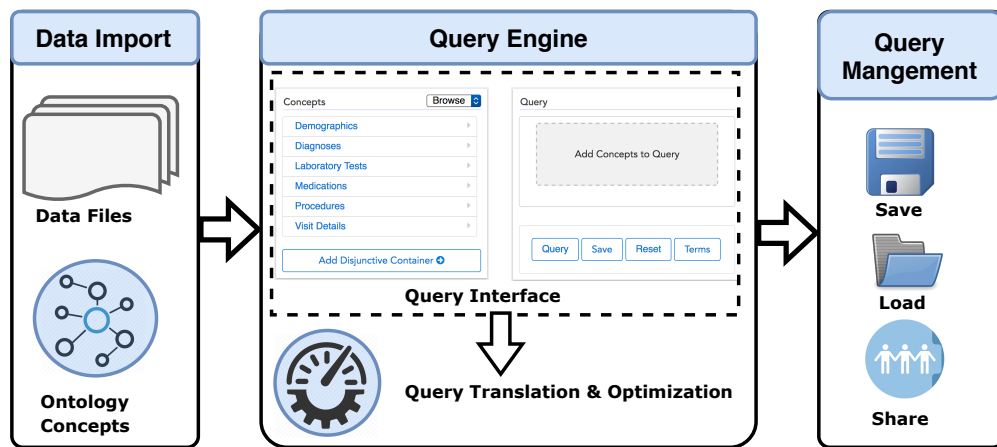 Data Import
Data Files
Ontology
Concepts
Query Engine
Concepts
Browse
Demographics
Diagnoses
Laboratory Tests
Medications
Procedures
Visit Details
Add Disjunctive Container
Query
Add Concepts to Query
Query Save Reset Terms
Query Interface
Query Translation & Optimization
Query
Mangement
Save
Load
Share